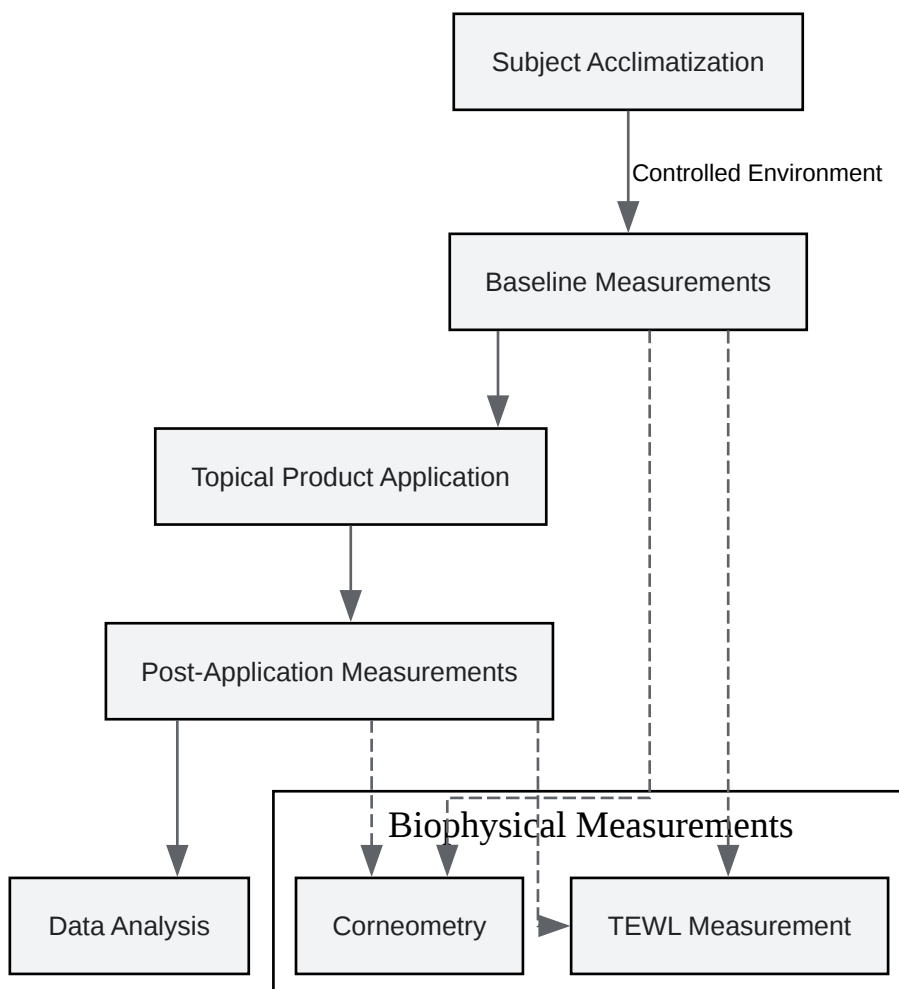 Subject Acclimatization
Controlled Environment
Baseline Measurements
Topical Product Application
Post-Application Measurements
Biophysical Measurements
Data Analysis
Corneometry
TEWL Measurement